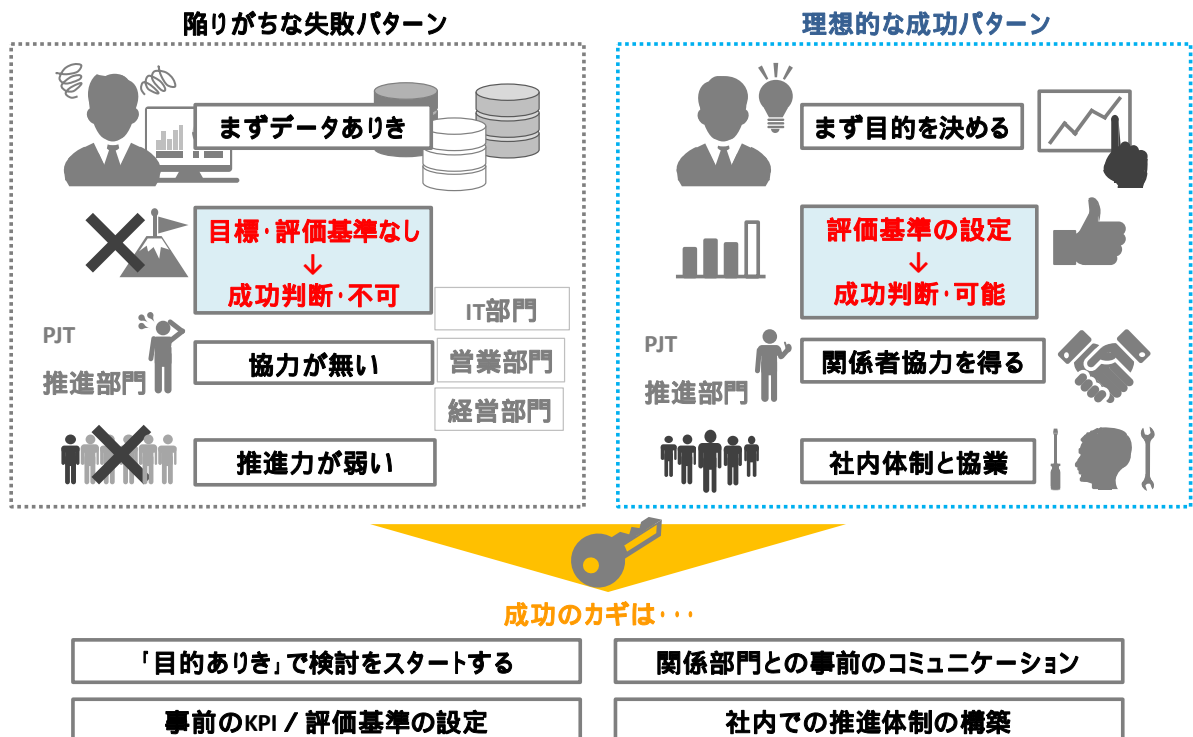 陥りがちな失敗パターン
まずデータありき
目標・評価基準なし
↓
成功判断・不可
PJT
推進部門
協力が無い
IT部門
営業部門
経営部門
推進力が弱い
理想的な成功パターン
まず目的を決める
評価基準の設定
↓
成功判断・可能
PJT
推進部門
関係者協力を得る
社内体制と協業
成功のカギは・・・
「目的ありき」で検討をスタートする
関係部門との事前のコミュニケーション
事前のKPI / 評価基準の設定
社内での推進体制の構築